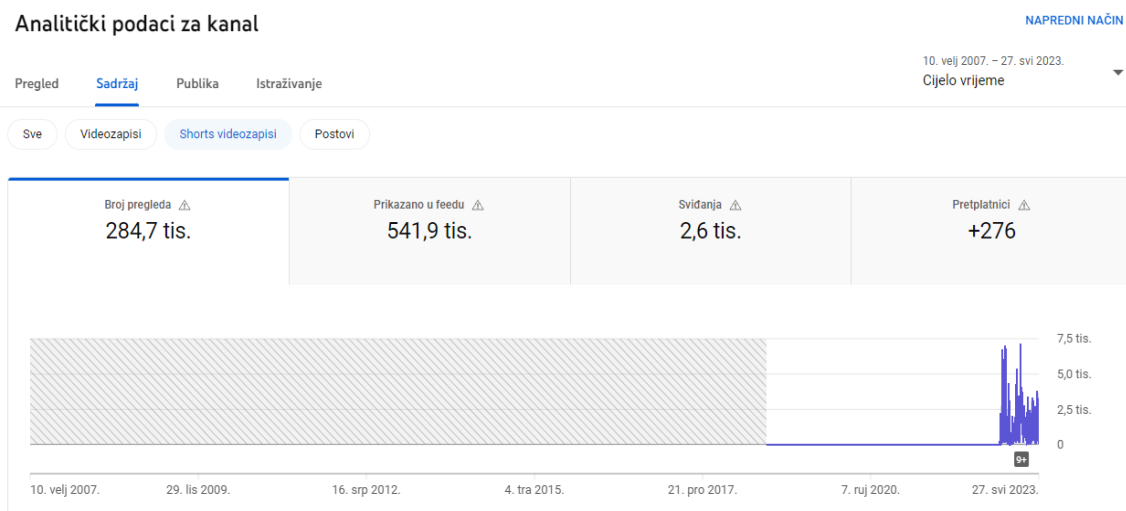 Analitički podaci za kanal
NAPREDNI NAČIN
10. velj 2007. – 27. svi 2023.
Cijelo vrijeme
Pregled Sadržaj Publika Istraživanje
Sve Videozapisi Shorts videozapisi Postovi
Broj pregleda Prikazano u feedu Sviđanja Pretplatnici
284,7 tis. 541,9 tis. 2,6 tis. +276
7,5 tis.
5,0 tis.
2,5 tis.
0
9+
10. velj 2007. 29. lis 2009. 16. srp 2012. 4. tra 2015. 21. pro 2017. 7. ruj 2020. 27. svi 2023.